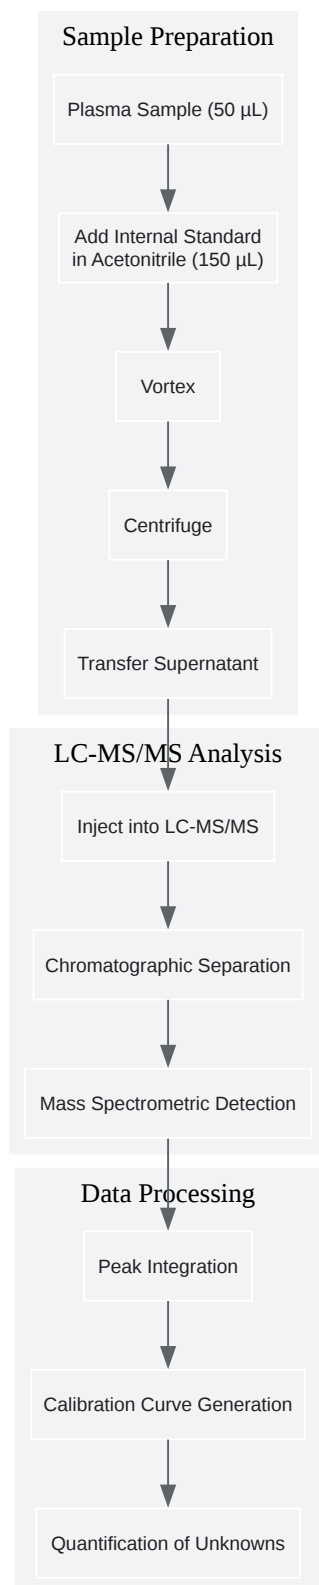 Sample Preparation
Plasma Sample (50 µL)
Add Internal Standard
in Acetonitrile (150 µL)
Vortex
Centrifuge
Transfer Supernatant
LC-MS/MS Analysis
Inject into LC-MS/MS
Chromatographic Separation
Mass Spectrometric Detection
Data Processing
Peak Integration
Calibration Curve Generation
Quantification of Unknowns